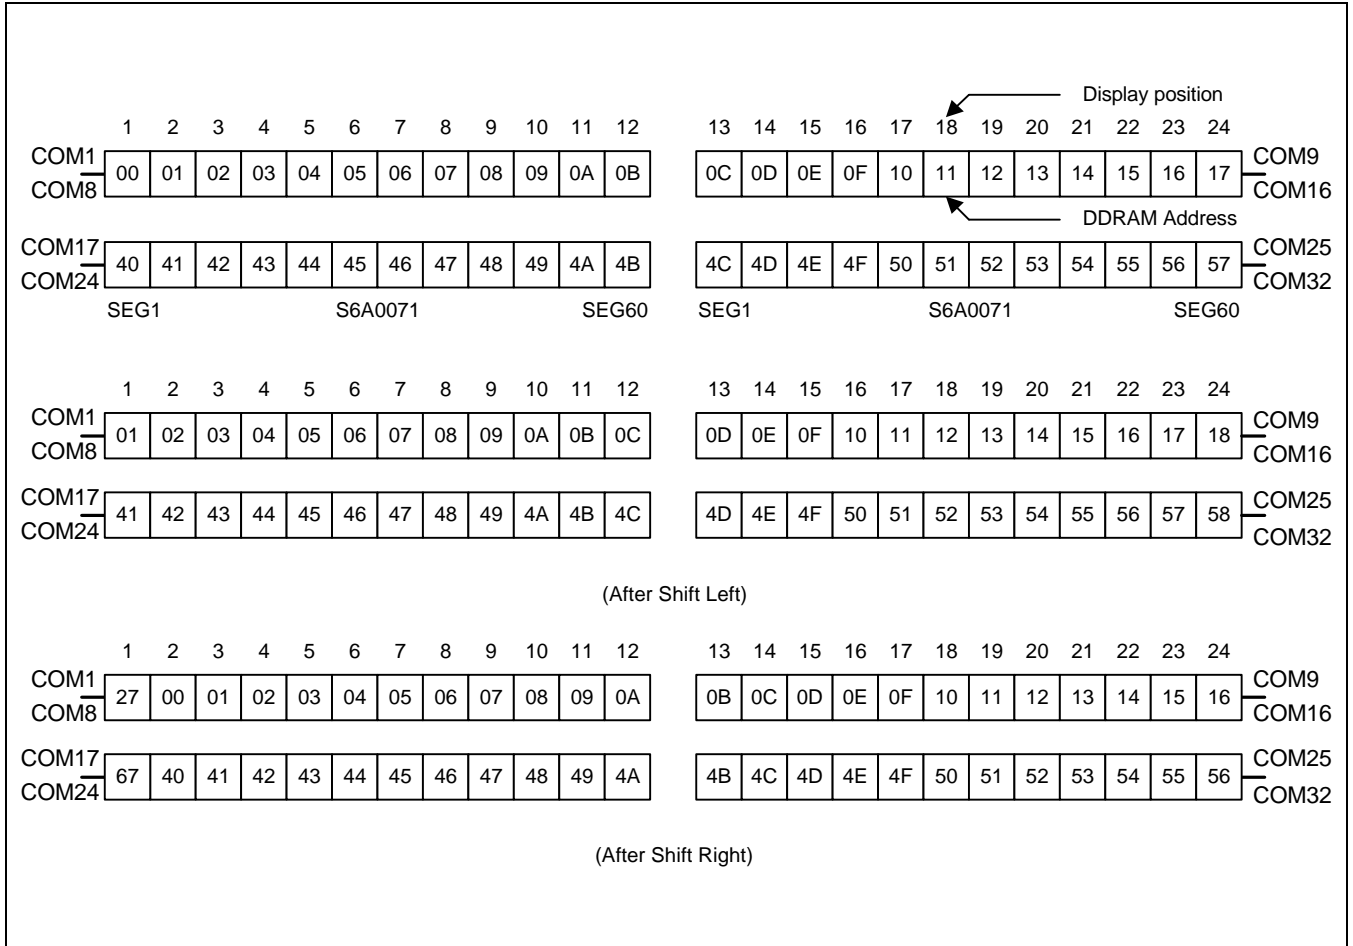 Display position
1 2 3 4 5 6 7 8 9 10 11 12 13 14 15 16 17 18 19 20 21 22 23 24
COM1 COM9
00 01 02 03 04 05 06 07 08 09 0A 0B 0C 0D 0E 0F 10 11 12 13 14 15 16 17
COM8 COM16
DDRAM Address
COM17 COM25
40 41 42 43 44 45 46 47 48 49 4A 4B 4C 4D 4E 4F 50 51 52 53 54 55 56 57
COM24 COM32
SEG1 S6A0071 SEG60 SEG1 S6A0071 SEG60
1 2 3 4 5 6 7 8 9 10 11 12 13 14 15 16 17 18 19 20 21 22 23 24
COM1 COM9
01 02 03 04 05 06 07 08 09 0A 0B 0C 0D 0E 0F 10 11 12 13 14 15 16 17 18
COM8 COM16
COM17 COM25
41 42 43 44 45 46 47 48 49 4A 4B 4C 4D 4E 4F 50 51 52 53 54 55 56 57 58
COM24 COM32
(After Shift Left)
1 2 3 4 5 6 7 8 9 10 11 12 13 14 15 16 17 18 19 20 21 22 23 24
COM1 COM9
27 00 01 02 03 04 05 06 07 08 09 0A 0B 0C 0D 0E 0F 10 11 12 13 14 15 16
COM8 COM16
COM17 COM25
67 40 41 42 43 44 45 46 47 48 49 4A 4B 4C 4D 4E 4F 50 51 52 53 54 55 56
COM24 COM32
(After Shift Right)